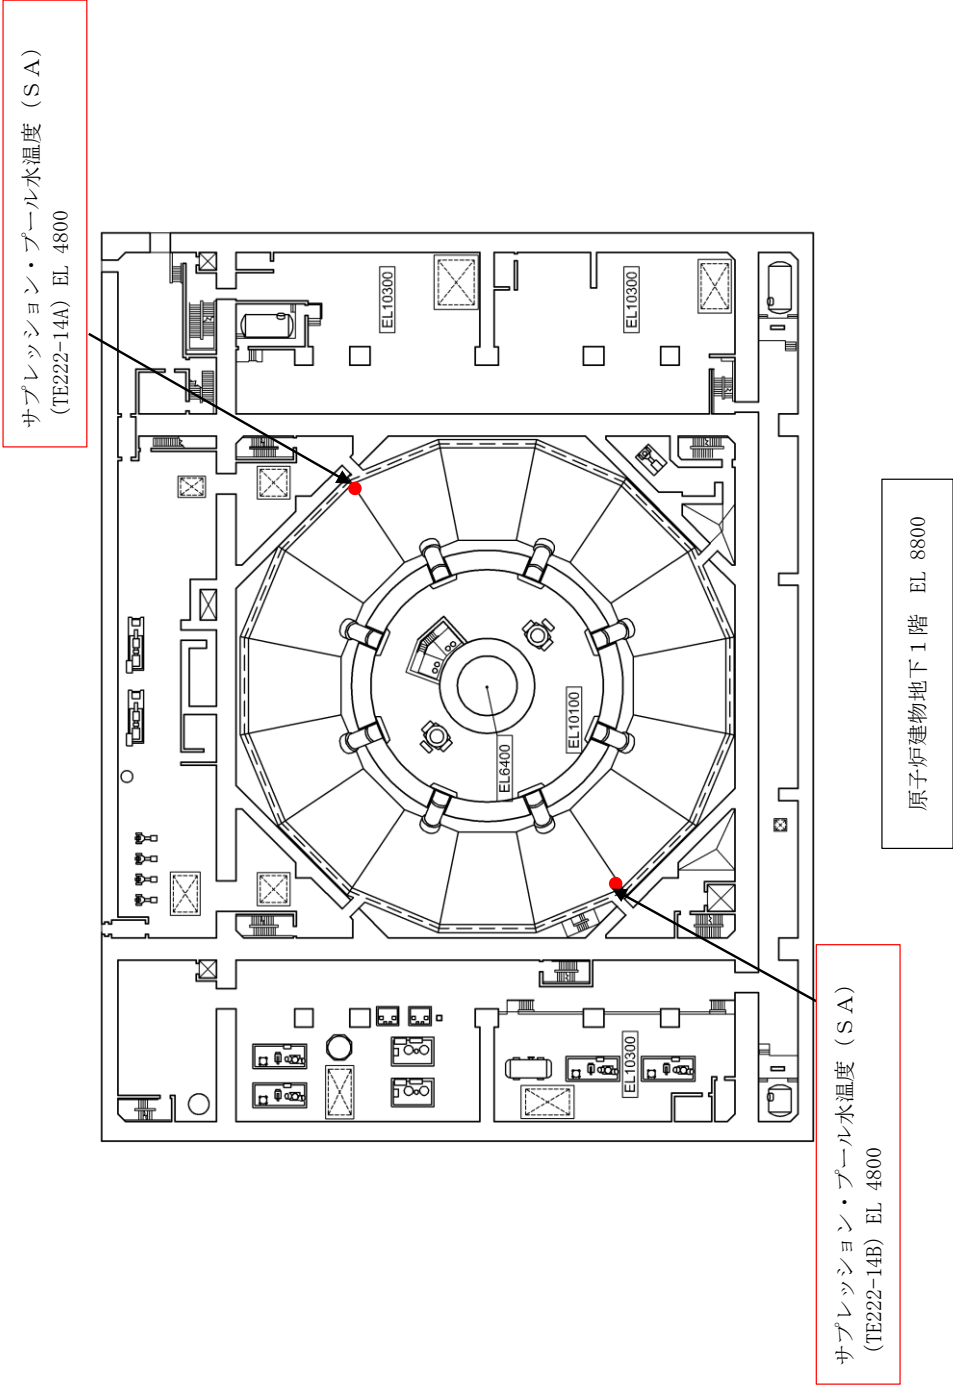 サプレッション・プール水温度（ＳＡ）
(TE222-14A) EL 4800
EL10300
EL10300
EL10100
EL6400
EL10300
原子炉建物地下１階　EL 8800
サプレッション・プール水温度（ＳＡ）
(TE222-14B) EL 4800